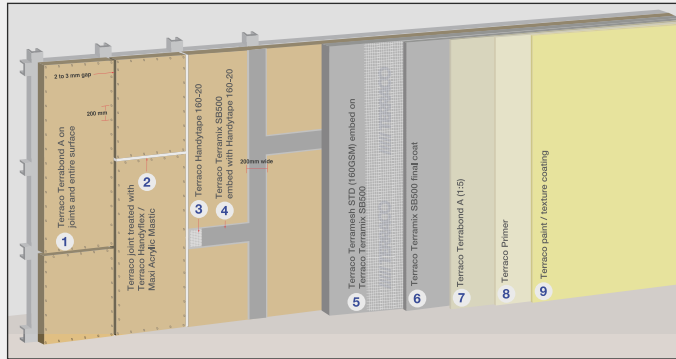 2 to 3 mm gap
200 mm
1
Terraco Terrabond A on
joints and entire surface
2
Terraco joint treated with
Terraco Handyflex /
Maxi Acrylic Mastic
3
Terraco Handytape 160-20
4
Terraco Terramix SB500
embed with Handytape 160-20
200mm wide
5
Terraco Terramesh STD (160GSM) embed on
Terraco Terramix SB500
6
Terraco Terramix SB500 final coat
7
Terraco Terrabond A (1:5)
8
Terraco Primer
9
Terraco paint / texture coating